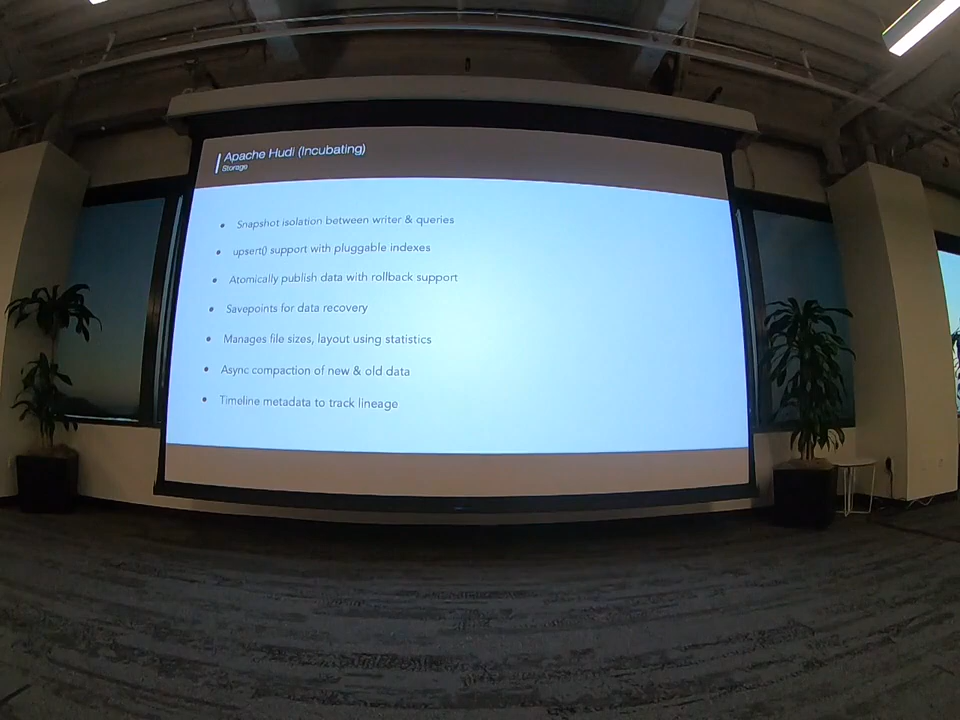 Apache Hudi (Incubating)
Storage
• Snapshot isolation between writer & queries
• upsert() support with pluggable indexes
• Atomically publish data with rollback support
• Savepoints for data recovery
• Manages file sizes, layout using statistics
• Async compaction of new & old data
• Timeline metadata to track lineage